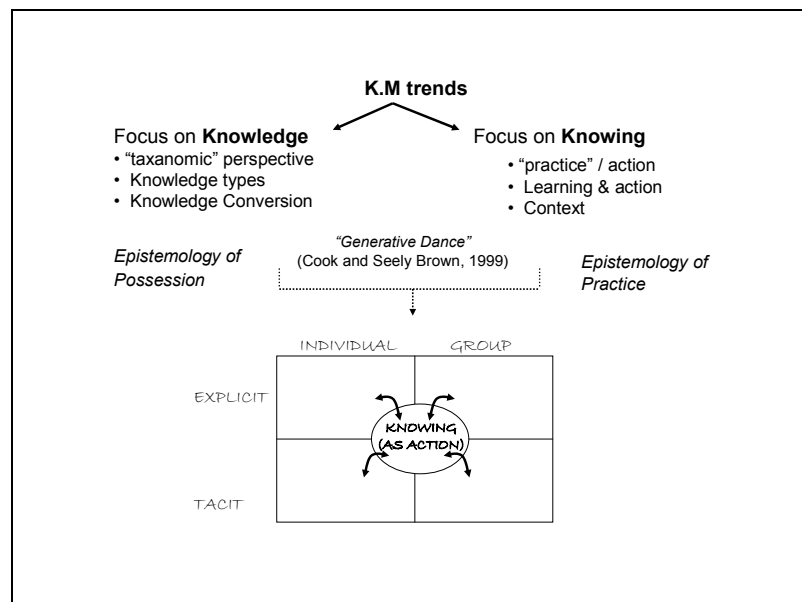 K.M trends
Focus on Knowledge
• “taxanomic” perspective
• Knowledge types
• Knowledge Conversion
Focus on Knowing
• “practice” / action
• Learning & action
• Context
“Generative Dance”
(Cook and Seely Brown, 1999)
Epistemology of
Possession
Epistemology of
Practice
INDIVIDUAL GROUP
EXPLICIT
KNOWING
(AS ACTION)
TACIT